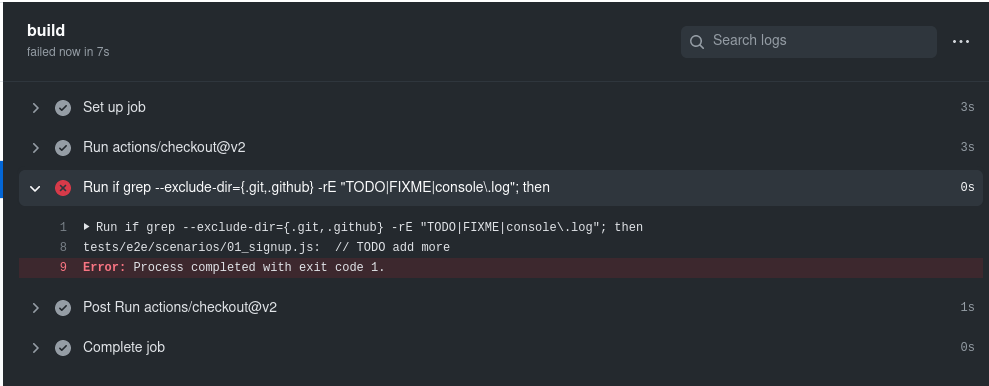 build
failed now in 7s
Search logs
Set up job 3s
Run actions/checkout@v2 3s
Run if grep --exclude-dir={.git,.github} -rE "TODO|FIXME|console\.log"; then 0s
1 Run if grep --exclude-dir={.git,.github} -rE "TODO|FIXME|console\.log"; then
8 tests/e2e/scenarios/01_signup.js:  // TODO add more
9 Error: Process completed with exit code 1.
Post Run actions/checkout@v2 1s
Complete job 0s